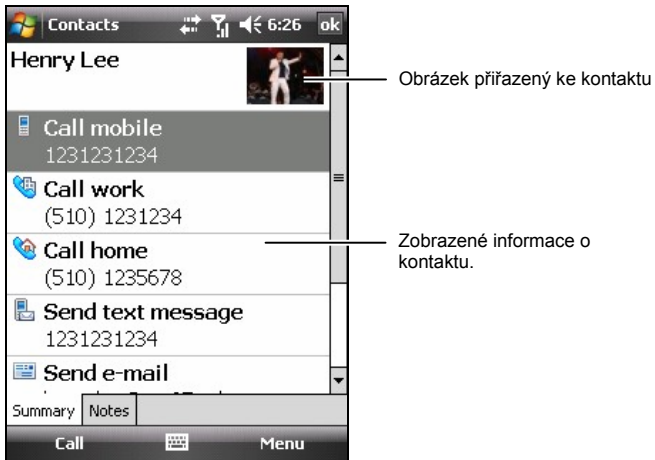 Contacts 6:26 ok
Henry Lee
Obrázek přiřazený ke kontaktu
Call mobile
1231231234
Call work
(510) 1231234
Call home
(510) 1235678
Zobrazené informace o
kontaktu.
Send text message
1231231234
Send e-mail
Summary Notes
Call Menu